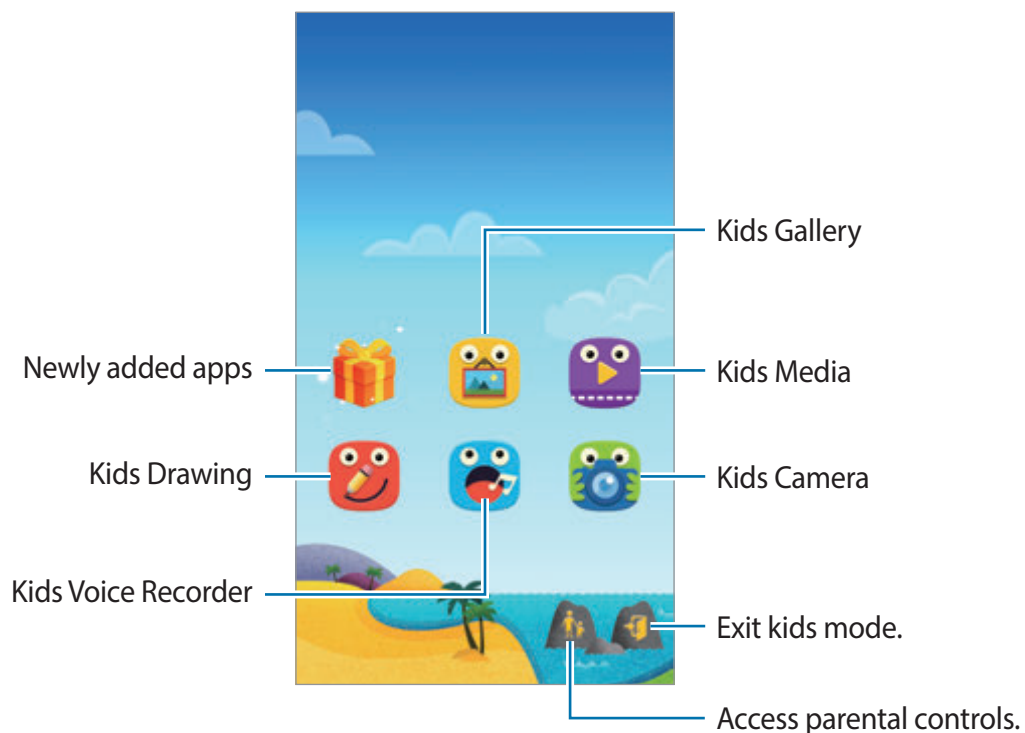 Kids Gallery
Newly added apps
Kids Media
Kids Drawing
Kids Camera
Kids Voice Recorder
Exit kids mode.
Access parental controls.